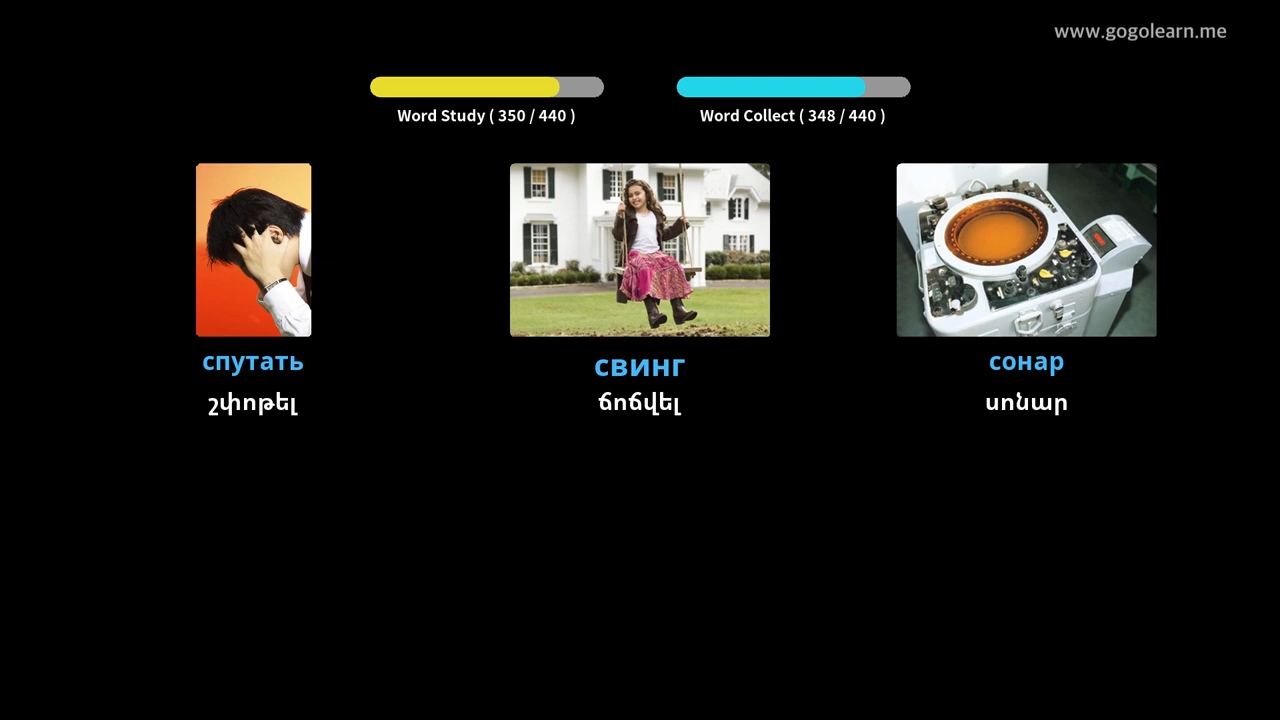 www.gogolearn.me
Word Study ( 350 / 440 )
Word Collect ( 348 / 440 )
спутать
свинг
сонар
շփոթել
ճոճվել
սոնար